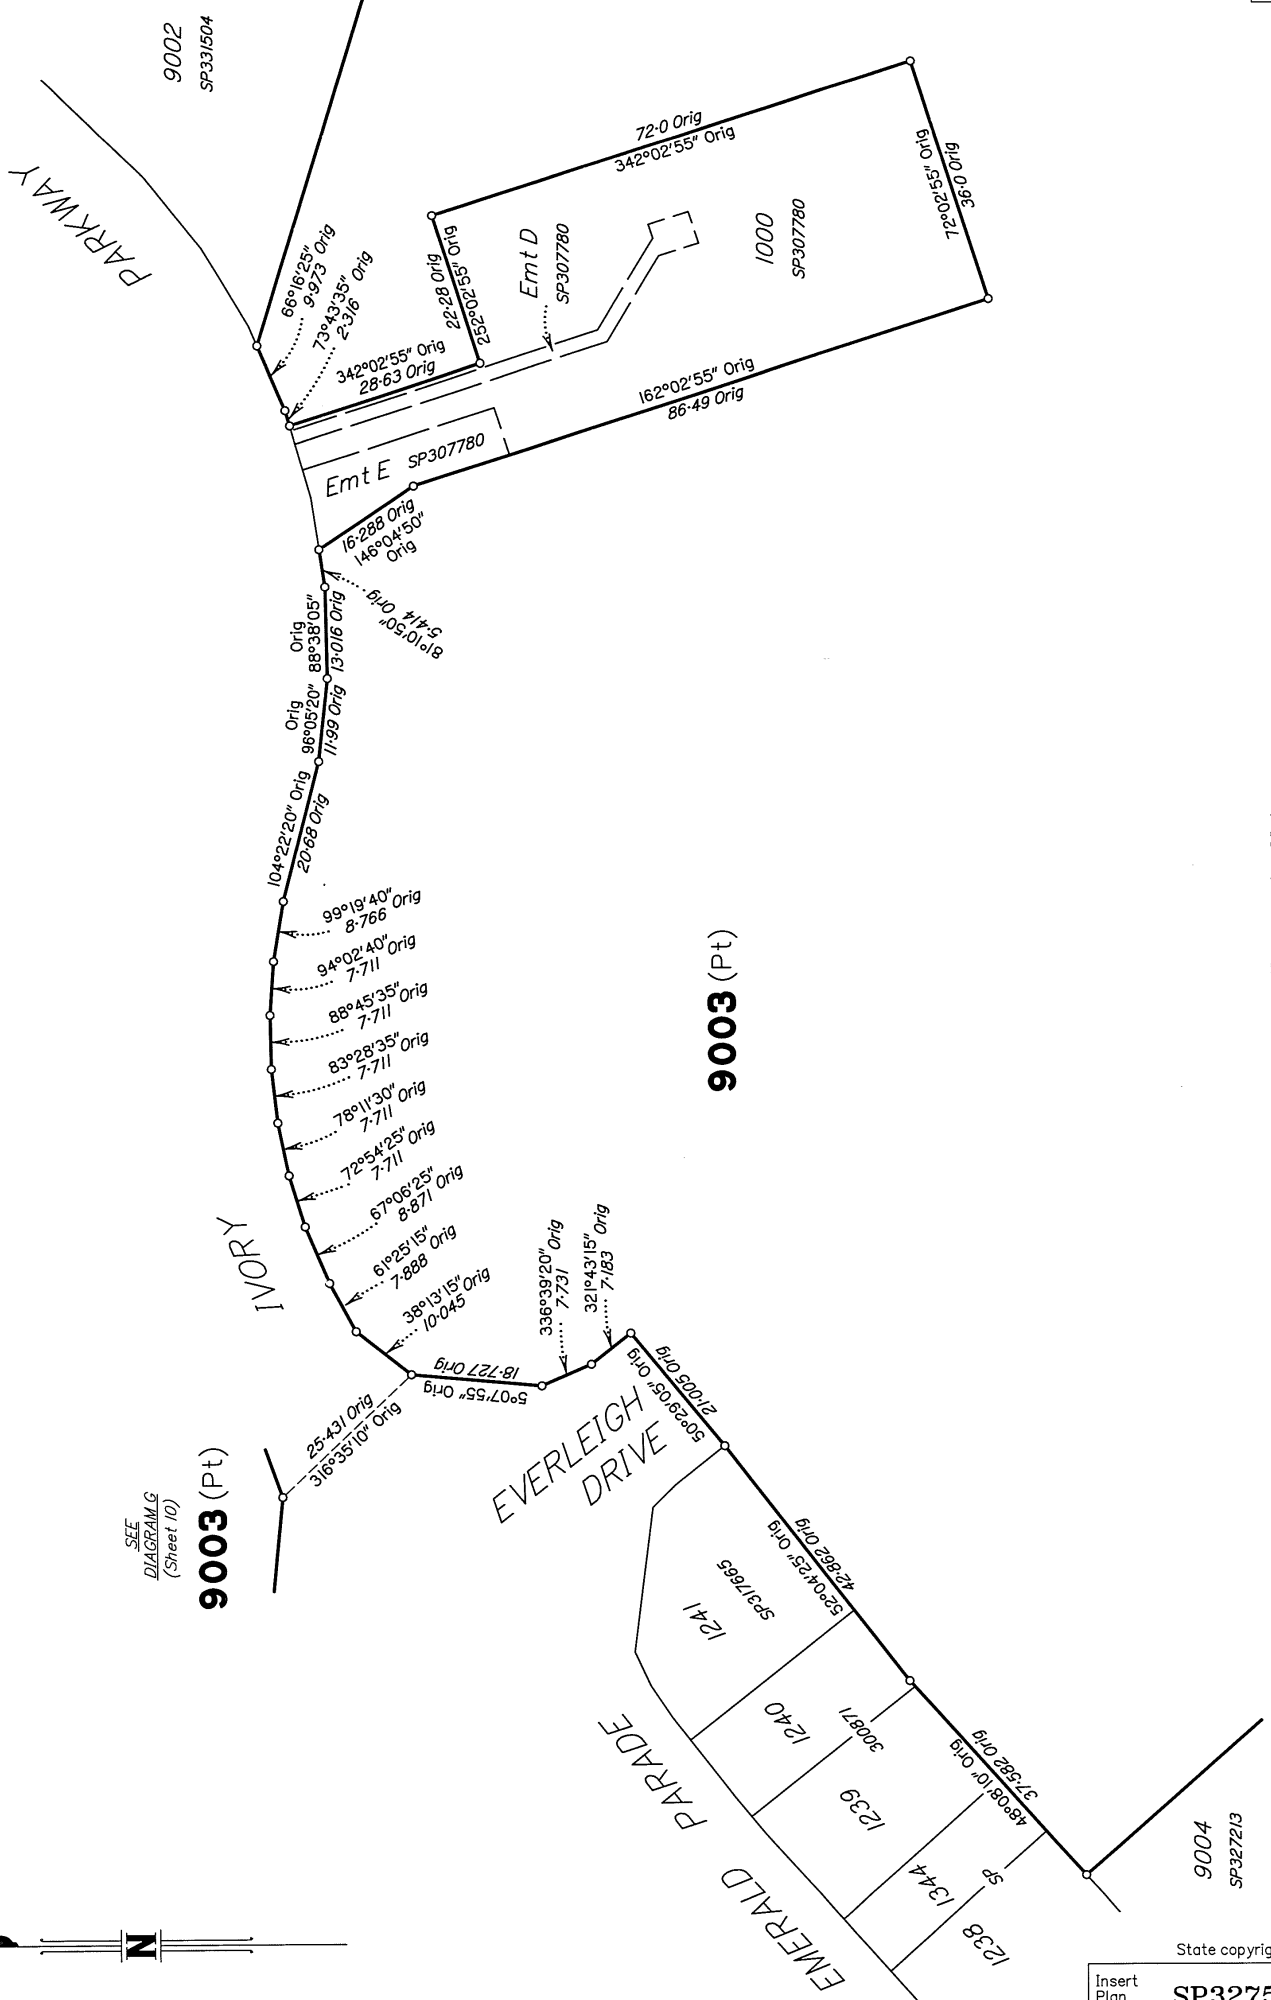 9002
SP331504
PARKWAY
66°16'25" Orig
9·973
73°43'35" Orig
2·316
342°02'55" Orig
28·63 Orig
22·28 Orig
252°02'55" Orig
72·0 Orig
342°02'55" Orig
72°02'55" Orig
36·0 Orig
Emt D
SP307780
1000
SP307780
162°02'55" Orig
86·49 Orig
Emt E SP307780
16·288 Orig
146°04'50"
Orig
81°10'50" Orig
5·414
Orig
88°38'05"
13·016 Orig
Orig
96°05'20"
11·99 Orig
104°22'20" Orig
20·68 Orig
99°19'40" Orig
8·766
94°02'40" Orig
7·711
88°45'35" Orig
7·711
83°28'35" Orig
7·711
78°11'30" Orig
7·711
72°54'25" Orig
7·711
67°06'25" Orig
8·871
61°25'15" Orig
7·888
38°13'15" Orig
10·045
IVORY
9003 (Pt)
336°39'20" Orig
7·731
321°43'15" Orig
7·183
18·727 Orig
5°07'55" Orig
25·431 Orig
316°35'10" Orig
SEE
DIAGRAM G
(Sheet 10)
9003 (Pt)
EVERLEIGH
DRIVE
50°29'05" Orig
21·005 Orig
52°04'25" Orig
42·862 Orig
1241
SP317665
1240
300871
1239
48°08'10" Orig
37·582 Orig
1344
SP
1238
EMERALD PARADE
9004
SP327213
N
State copyrig
Insert
Plan
SP3275